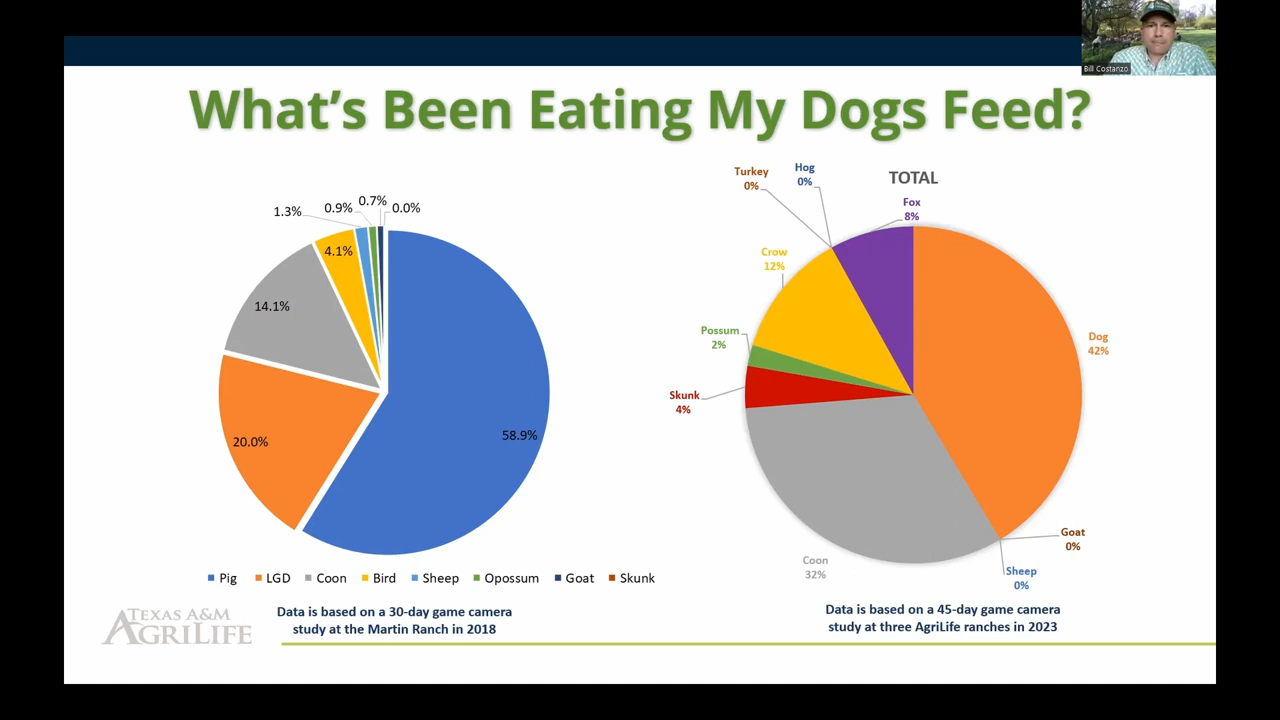 Bill Costanzo
What's Been Eating My Dogs Feed?
1.3%
0.9%
0.7%
0.0%
4.1%
14.1%
20.0%
58.9%
Pig LGD Coon Bird Sheep Opossum Goat Skunk
Data is based on a 30-day game camera
study at the Martin Ranch in 2018
TOTAL
Turkey
0%
Hog
0%
Fox
8%
Crow
12%
Possum
2%
Skunk
4%
Dog
42%
Coon
32%
Goat
0%
Sheep
0%
Data is based on a 45-day game camera
study at three AgriLife ranches in 2023
TEXAS A&M
AGRILIFE